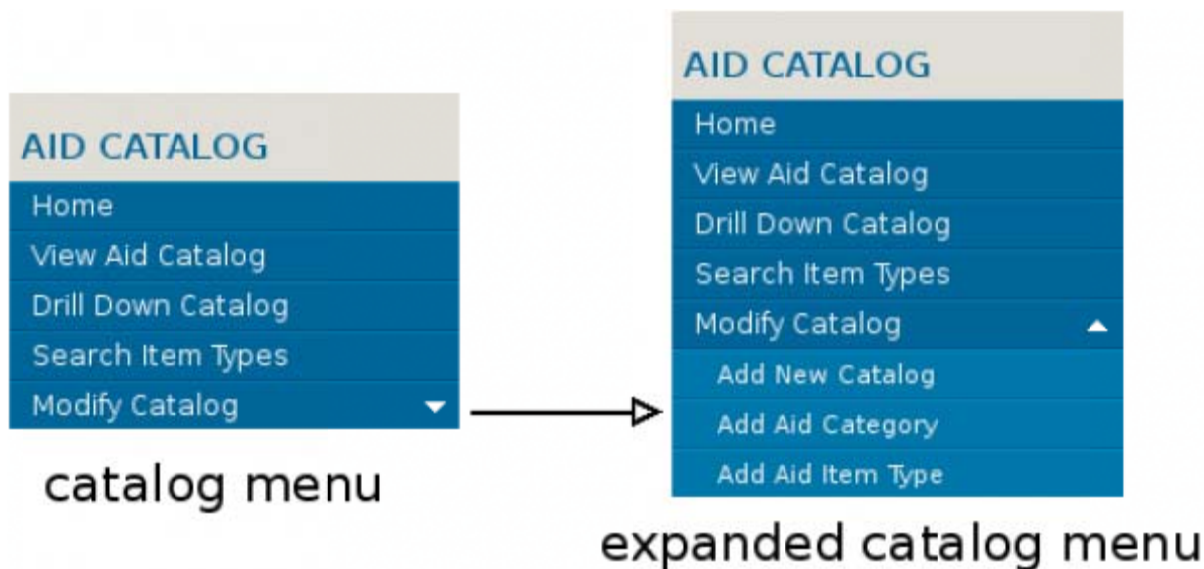 AID CATALOG
Home
View Aid Catalog
Drill Down Catalog
Search Item Types
Modify Catalog
catalog menu
AID CATALOG
Home
View Aid Catalog
Drill Down Catalog
Search Item Types
Modify Catalog
Add New Catalog
Add Aid Category
Add Aid Item Type
expanded catalog menu